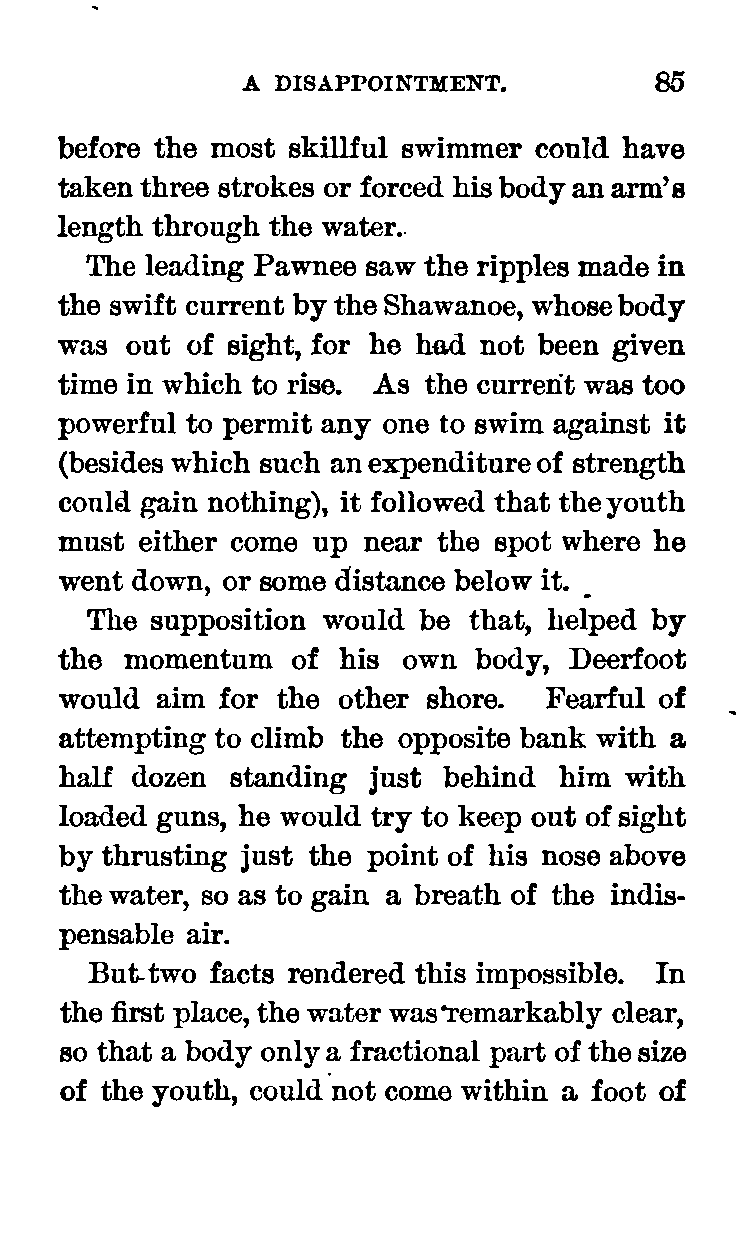 A DISAPPOINTMENT. 85
before the most skillful swimmer could have
taken three strokes or forced his body an arm's
length through the water.
The leading Pawnee saw the ripples made in
the swift current by the Shawanoe, whose body
was out of sight, for he had not been given
time in which to rise. As the current was too
powerful to permit any one to swim against it
(besides which such an expenditure of strength
could gain nothing), it followed that the youth
must either come up near the spot where he
went down, or some distance below it.
The supposition would be that, helped by
the momentum of his own body, Deerfoot
would aim for the other shore. Fearful of
attempting to climb the opposite bank with a
half dozen standing just behind him with
loaded guns, he would try to keep out of sight
by thrusting just the point of his nose above
the water, so as to gain a breath of the indis-
pensable air.
But two facts rendered this impossible. In
the first place, the water was remarkably clear,
so that a body only a fractional part of the size
of the youth, could not come within a foot of